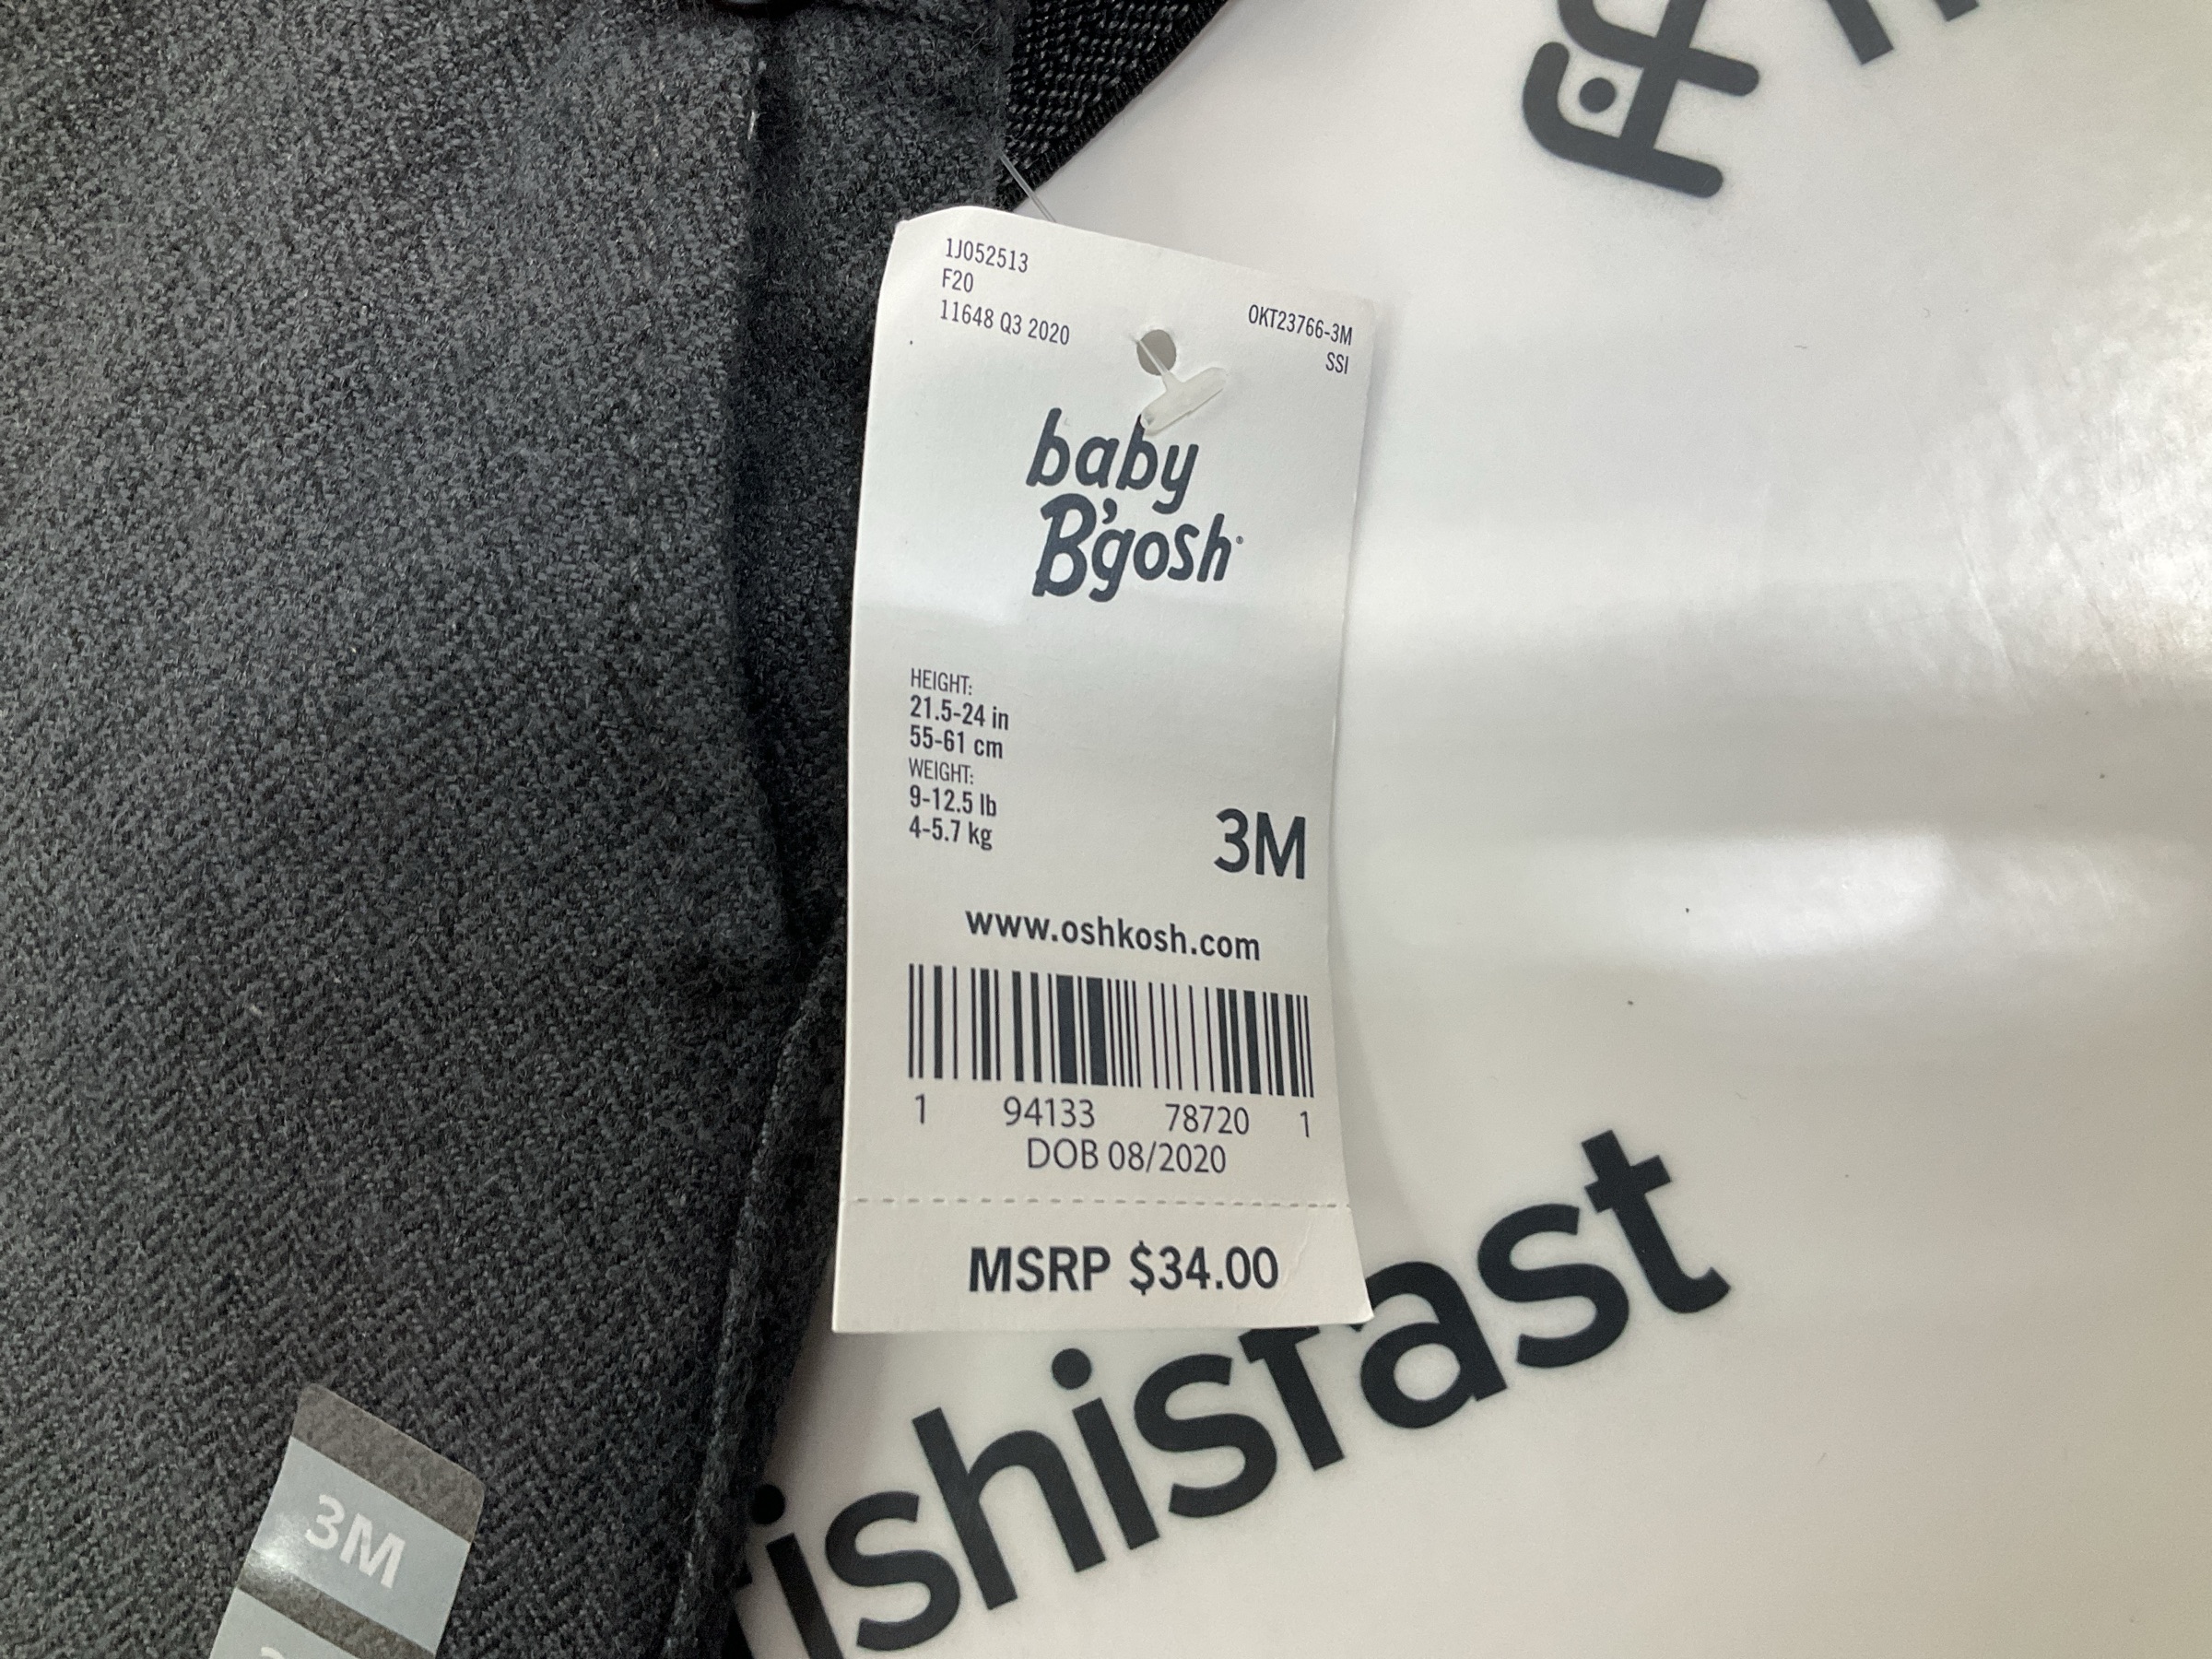 1J052513
F20
11648 Q3 2020
OKT23766-3M
SSI
baby
B'gosh®
HEIGHT:
21.5-24 in
55-61 cm
WEIGHT:
9-12.5 lb
4-5.7 kg
3M
www.oshkosh.com
1 94133 78720 1
DOB 08/2020
MSRP $34.00
ishisfast
3M